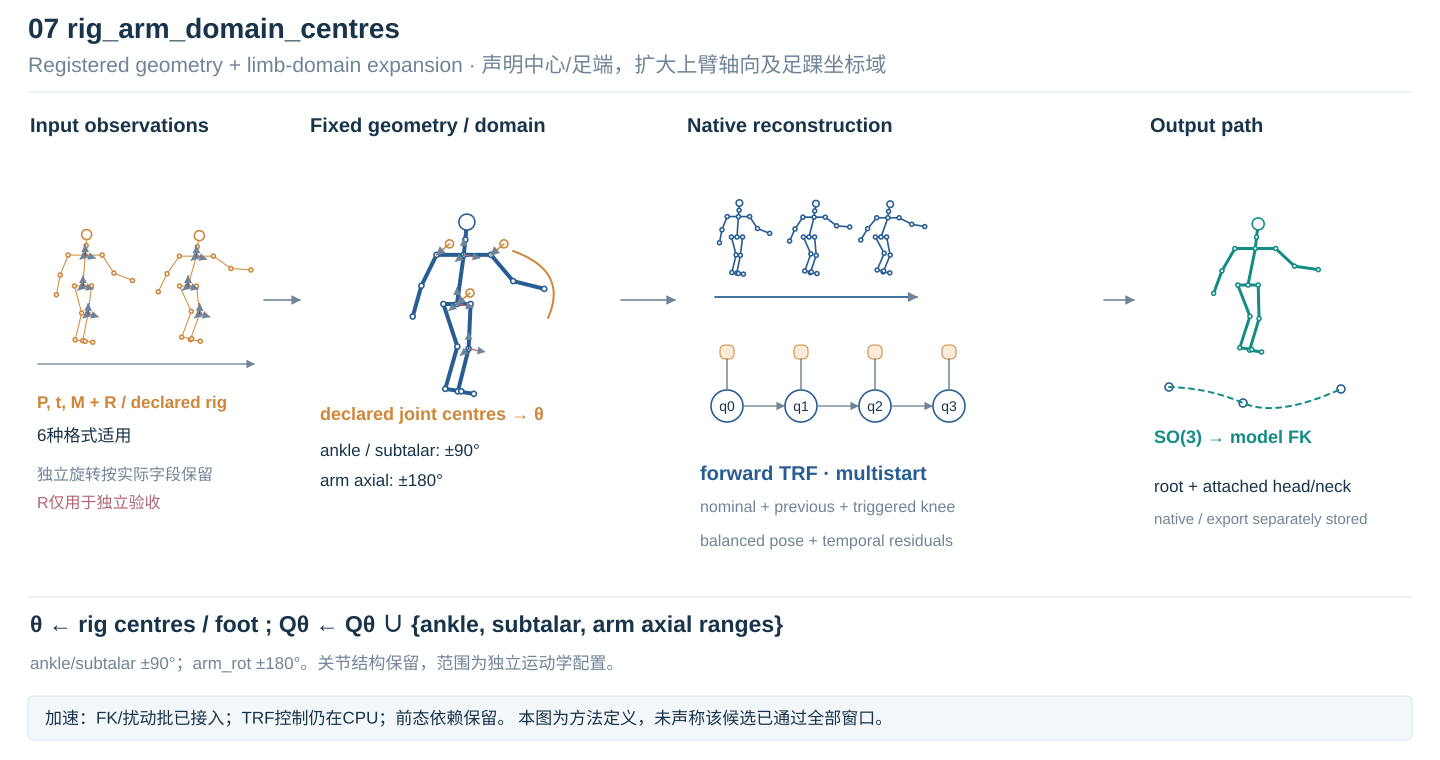 07 rig_arm_domain_centres
Registered geometry + limb-domain expansion · 声明中心/足端，扩大上臂轴向及足踝坐标域
Input observations
Fixed geometry / domain
Native reconstruction
Output path
P, t, M + R / declared rig
6种格式适用
独立旋转按实际字段保留
R仅用于独立验收
declared joint centres → θ
ankle / subtalar: ±90°
arm axial: ±180°
q0
q1
q2
q3
forward TRF · multistart
nominal + previous + triggered knee
balanced pose + temporal residuals
SO(3) → model FK
root + attached head/neck
native / export separately stored
θ ← rig centres / foot ; Qθ ← Qθ ∪ {ankle, subtalar, arm axial ranges}
ankle/subtalar ±90°；arm_rot ±180°。关节结构保留，范围为独立运动学配置。
加速：FK/扰动批已接入；TRF控制仍在CPU；前态依赖保留。 本图为方法定义，未声称该候选已通过全部窗口。